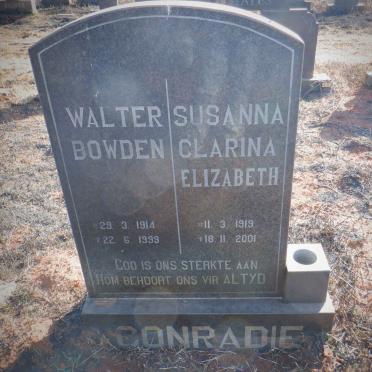 WALTER
BOWDEN
29. 3. 1914
22. 6. 1999
SUSANNA
CLARINA
ELIZABETH
11. 3. 1919
18. 11. 2001
GOD IS ONS STERKTE AAN
HOM BEHOORT ONS VIR ALTYD
CONRADIE